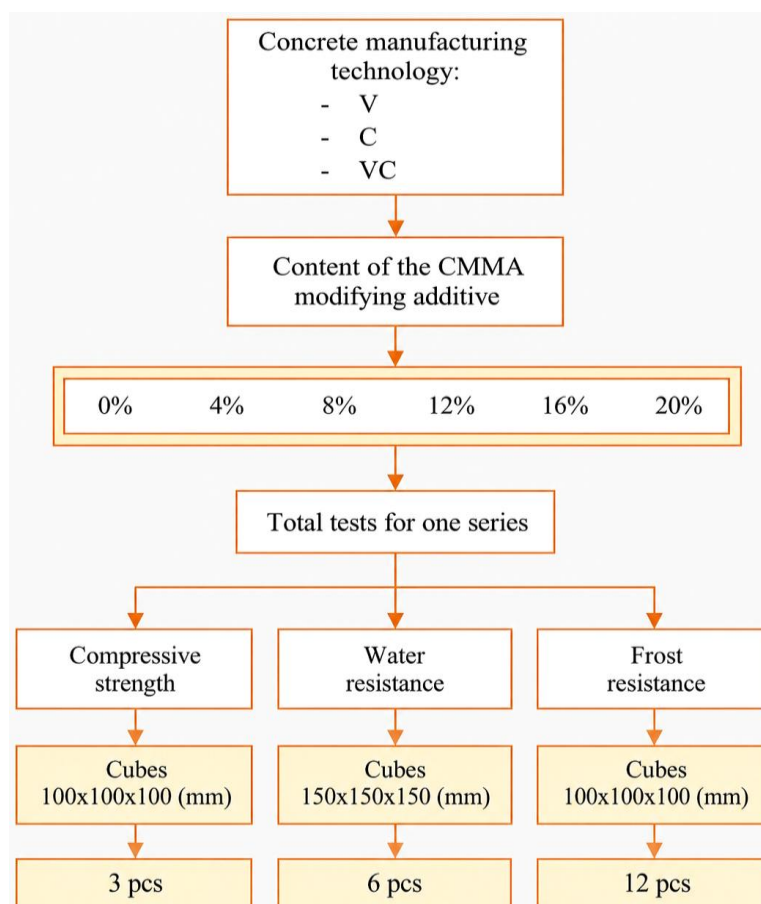 Concrete manufacturing
technology:
- V
- C
- VC
Content of the CMMA
modifying additive
0% 4% 8% 12% 16% 20%
Total tests for one series
Compressive
strength
Water
resistance
Frost
resistance
Cubes
100x100x100 (mm)
Cubes
150x150x150 (mm)
Cubes
100x100x100 (mm)
3 pcs
6 pcs
12 pcs